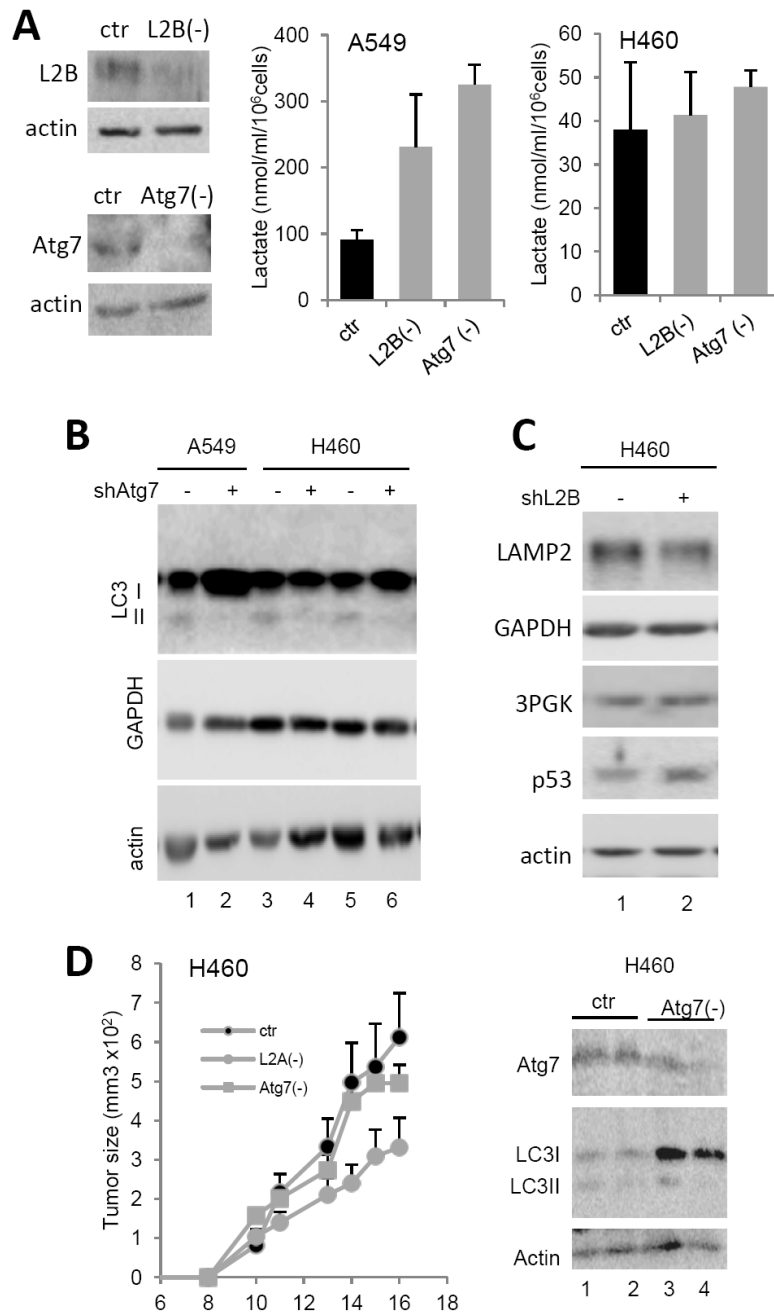 A
ctr L2B(-)
L2B
actin
ctr Atg7(-)
Atg7
actin
A549
Lactate (nmol/ml/10⁶cells)
400
300
200
100
0
ctr
L2B(-)
Atg7 (-)
H460
Lactate (nmol/ml/10⁶cells)
60
50
40
30
20
10
0
ctr
L2B(-)
Atg7 (-)
B
A549 H460
shAtg7 - + - + - +
LC3
I
II
GAPDH
actin
1 2 3 4 5 6
C
H460
shL2B - +
LAMP2
GAPDH
3PGK
p53
actin
1 2
D
H460
Tumor size (mm3 x10²)
8
7
6
5
4
3
2
1
0
ctr
L2A(-)
Atg7(-)
6 8 10 12 14 16 18
H460
ctr Atg7(-)
Atg7
LC3I
LC3II
Actin
1 2 3 4